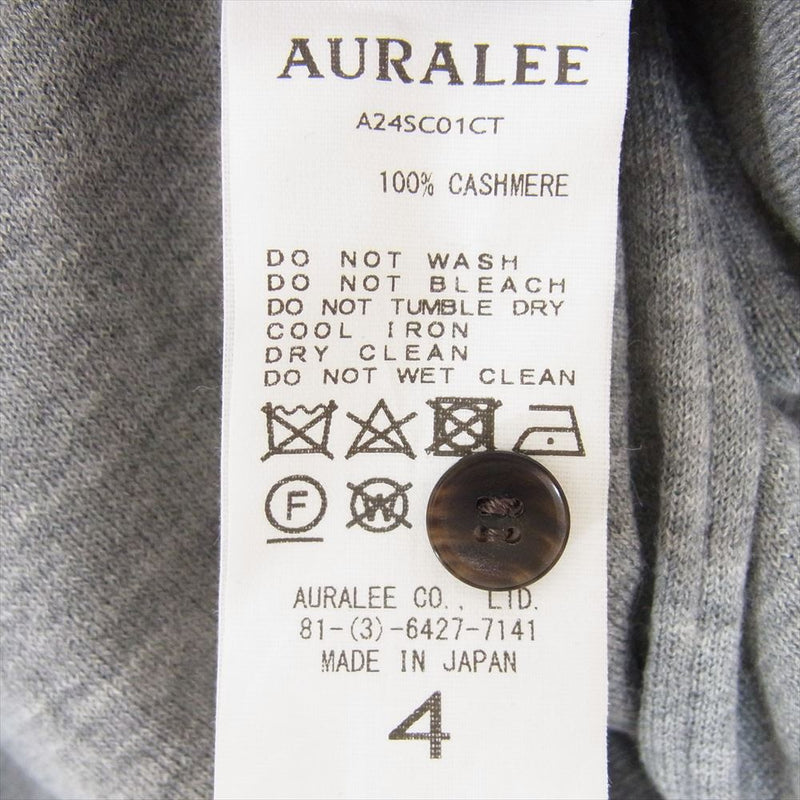 AURALEE
A24SC01CT
100% CASHMERE
DO NOT WASH
DO NOT BLEACH
DO NOT TUMBLE DRY
COOL IRON
DRY CLEAN
DO NOT WET CLEAN
F W
AURALEE CO., LTD.
81-(3)-6427-7141
MADE IN JAPAN
4